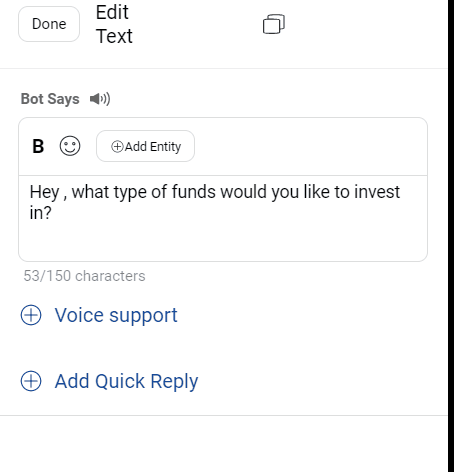 Done
Edit
Text
Bot Says
B
Add Entity
Hey , what type of funds would you like to invest
in?
53/150 characters
Voice support
Add Quick Reply